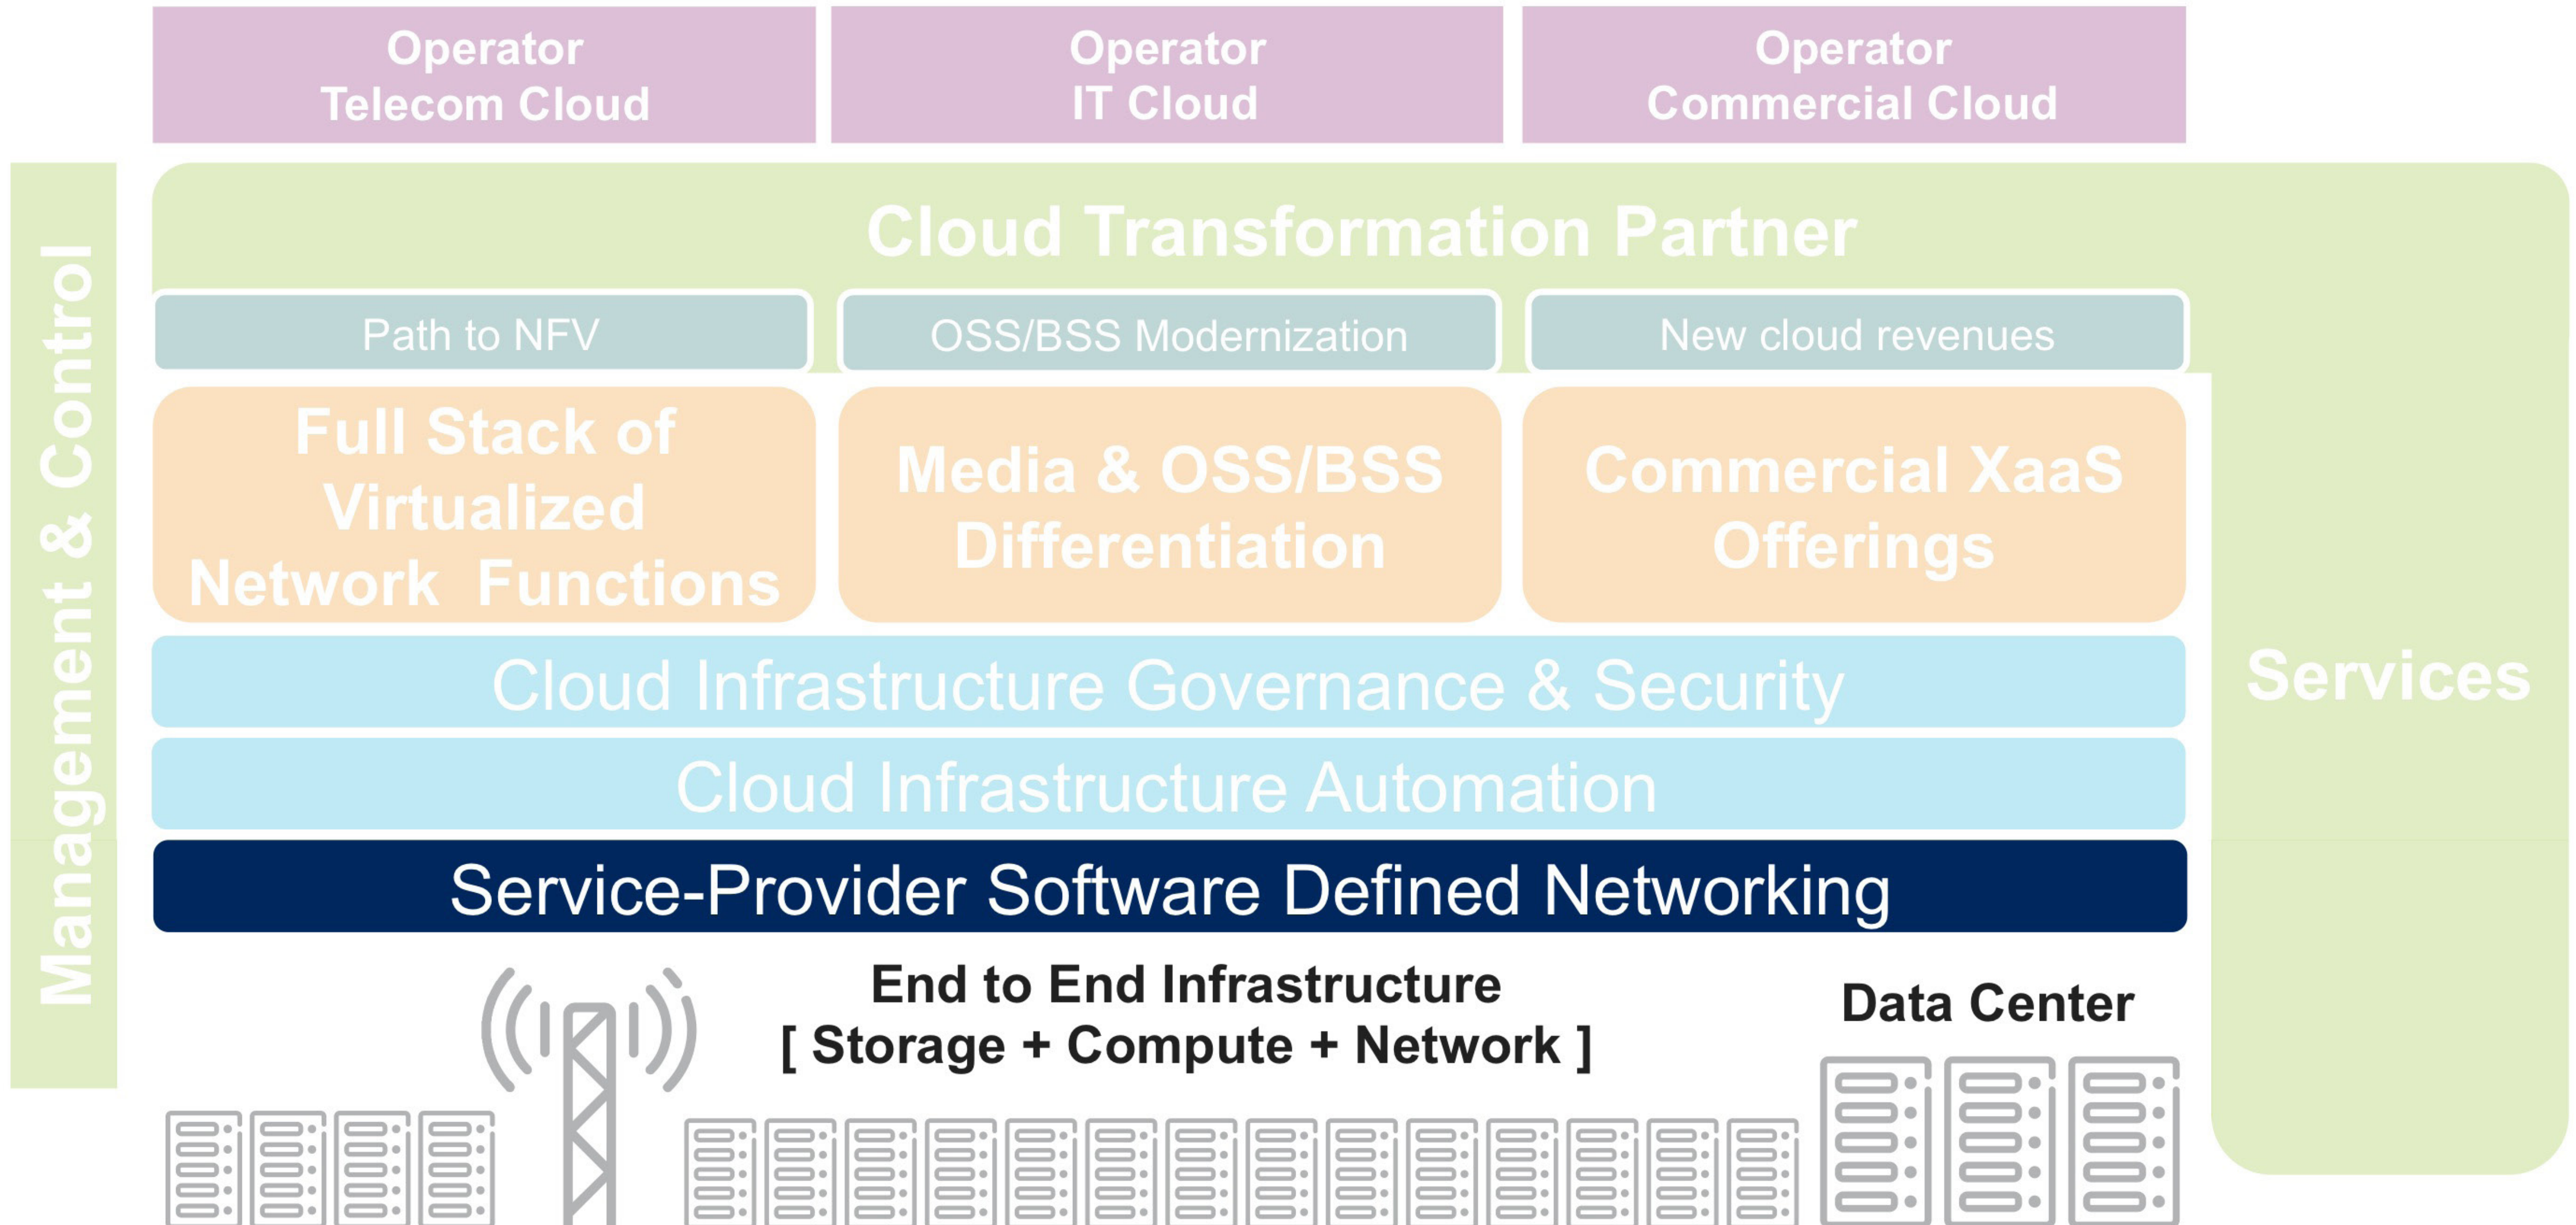 Operator
Telecom Cloud
Operator
IT Cloud
Operator
Commercial Cloud
Management & Control
Cloud Transformation Partner
Path to NFV
OSS/BSS Modernization
New cloud revenues
Full Stack of
Virtualized
Network Functions
Media & OSS/BSS
Differentiation
Commercial XaaS
Offerings
Cloud Infrastructure Governance & Security
Services
Cloud Infrastructure Automation
Service-Provider Software Defined Networking
End to End Infrastructure
[ Storage + Compute + Network ]
Data Center